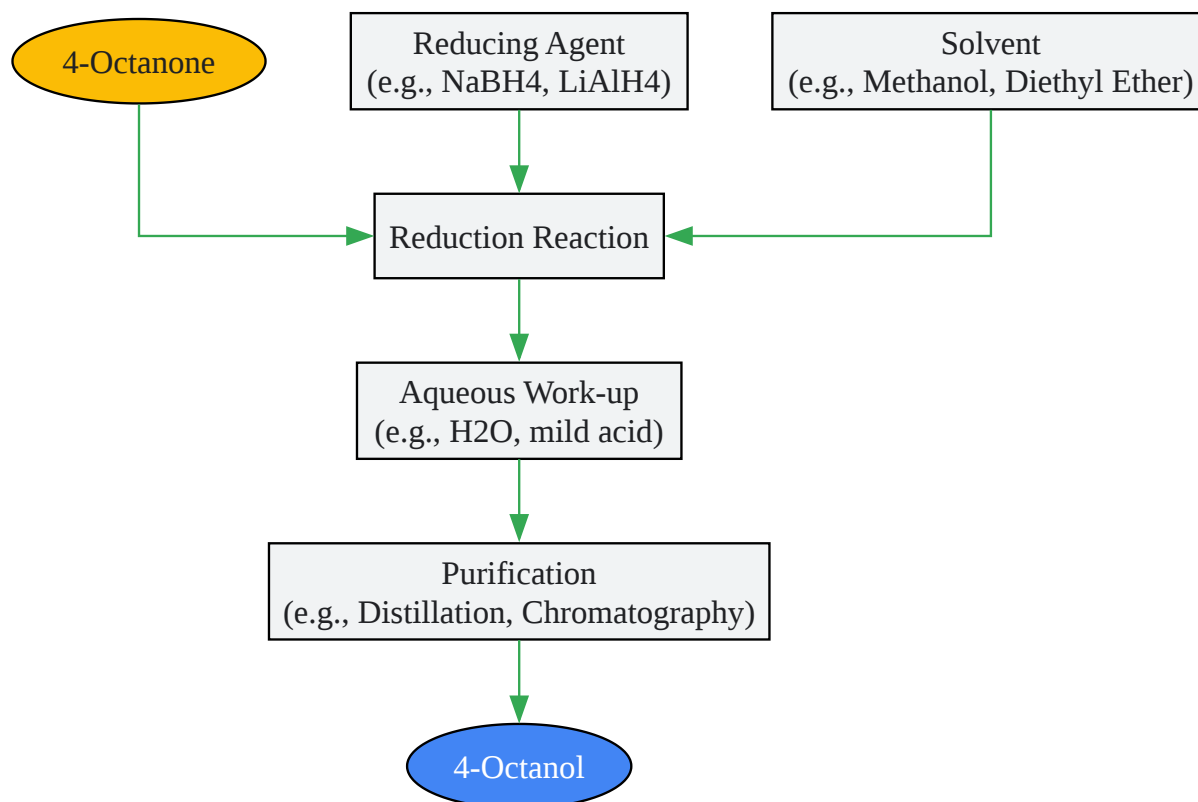 4-Octanone
Reducing Agent
(e.g., NaBH4, LiAlH4)
Solvent
(e.g., Methanol, Diethyl Ether)
Reduction Reaction
Aqueous Work-up
(e.g., H2O, mild acid)
Purification
(e.g., Distillation, Chromatography)
4-Octanol